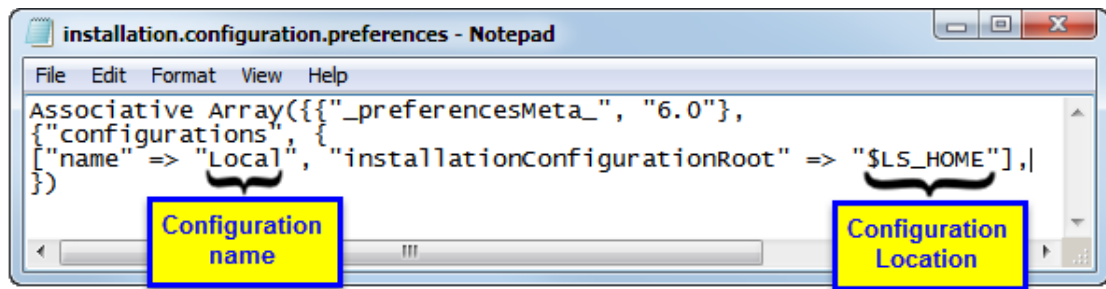 installation.configuration.preferences - Notepad
File Edit Format View Help
Associative Array({{"_preferencesMeta_", "6.0"},
{"configurations", {
["name" => "Local", "installationConfigurationRoot" => "$LS_HOME"],
})
Configuration
name
Configuration
Location